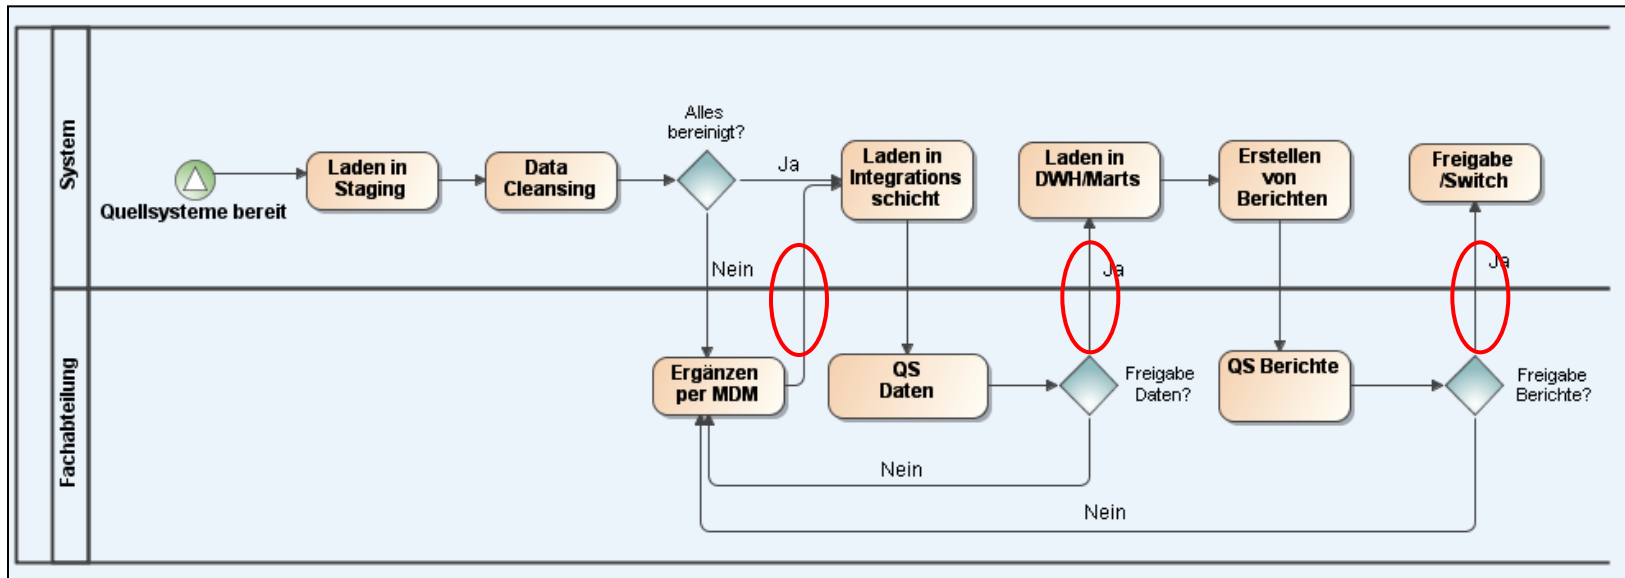 System
Alles
bereinigt?
Quellsysteme bereit
Laden in
Staging
Data
Cleansing
Ja
Nein
Laden in
Integrations
schicht
Laden in
DWH/Marts
Ja
Erstellen
von
Berichten
Freigabe
/Switch
Ja
Fachabteilung
Ergänzen
per MDM
QS
Daten
Freigabe
Daten?
QS Berichte
Freigabe
Berichte?
Nein
Nein